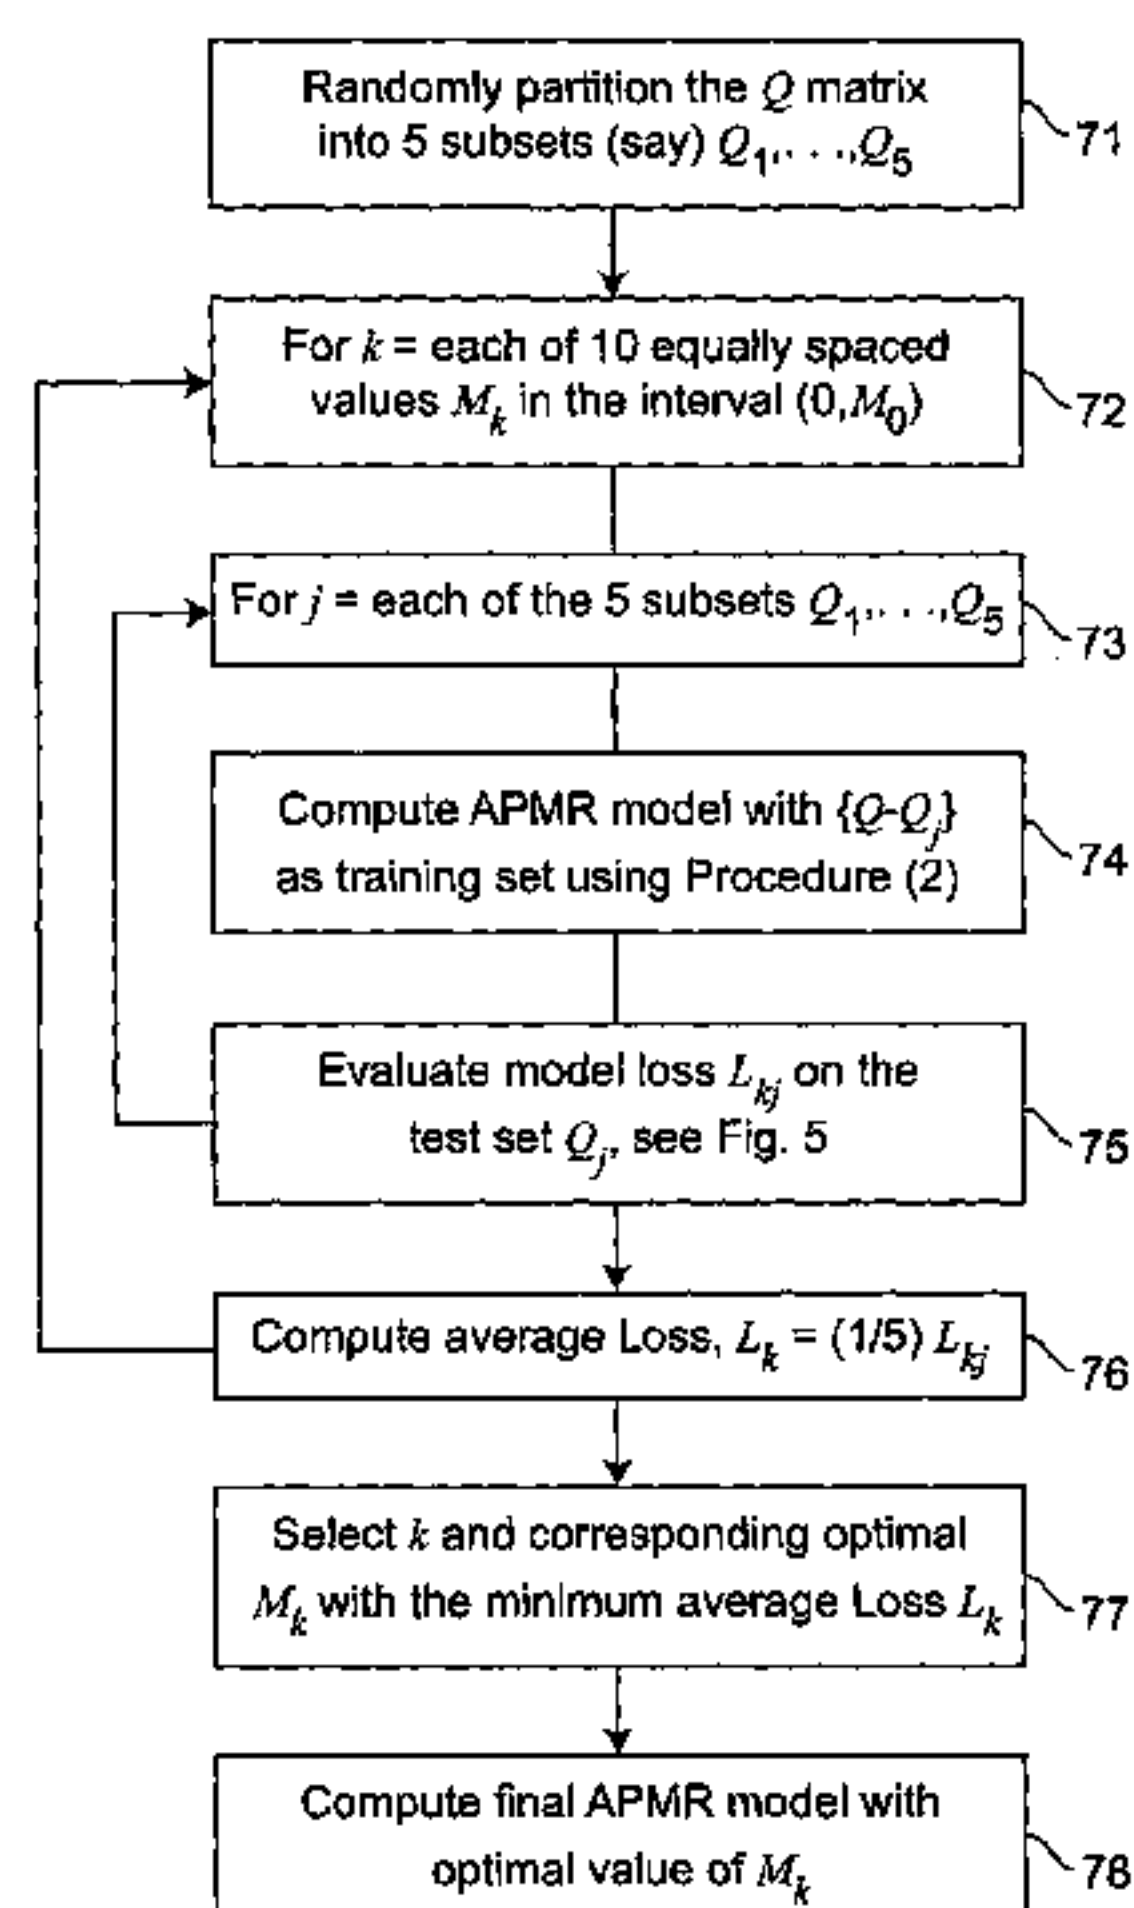 Randomly partition the Q matrix
into 5 subsets (say) Q1,. . .,Q5
71
For k = each of 10 equally spaced
values Mk in the interval (0,M0)
72
For j = each of the 5 subsets Q1,. . .,Q5
73
Compute APMR model with {Q-Qj}
as training set using Procedure (2)
74
Evaluate model loss Lkj on the
test set Qj, see Fig. 5
75
Compute average Loss, Lk = (1/5) Lkj
76
Select k and corresponding optimal
Mk with the minimum average Loss Lk
77
Compute final APMR model with
optimal value of Mk
78